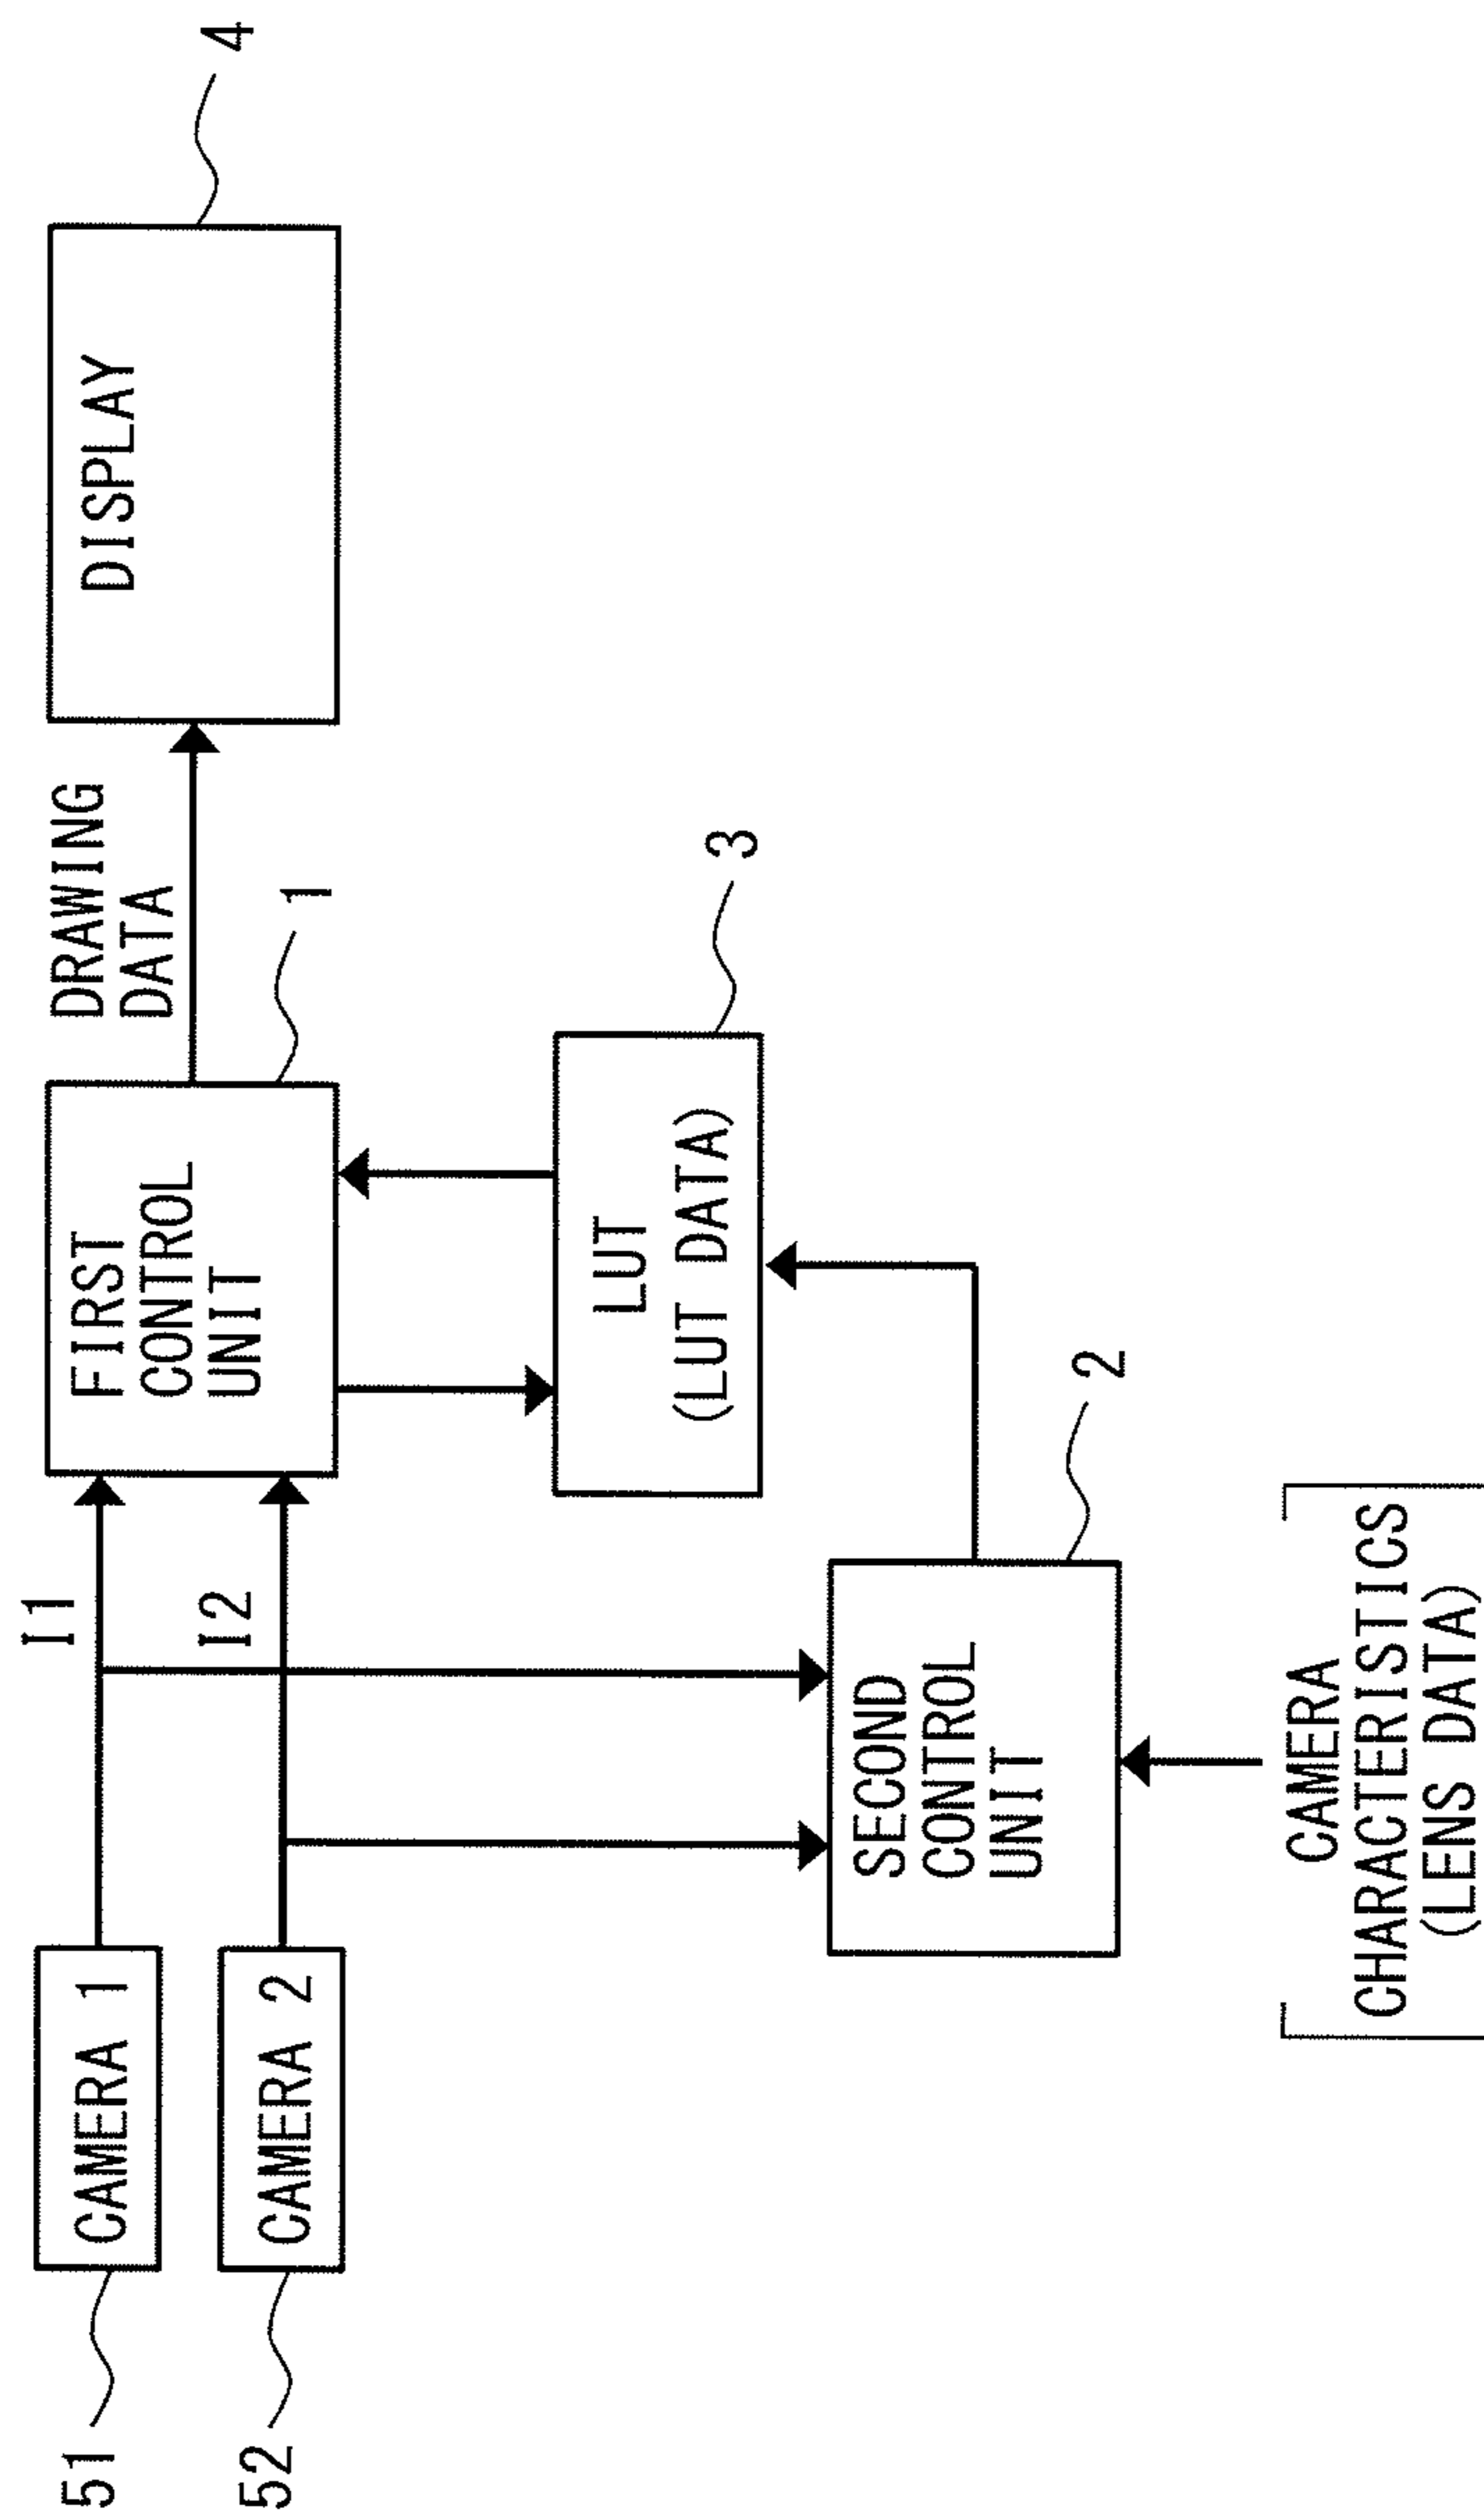 51
CAMERA 1
52
CAMERA 2
I1
I2
FIRST
CONTROL
UNIT
1
DRAWING
DATA
DISPLAY
4
LUT
(LUT DATA)
3
SECOND
CONTROL
UNIT
2
CAMERA
CHARACTERISTICS
(LENS DATA)